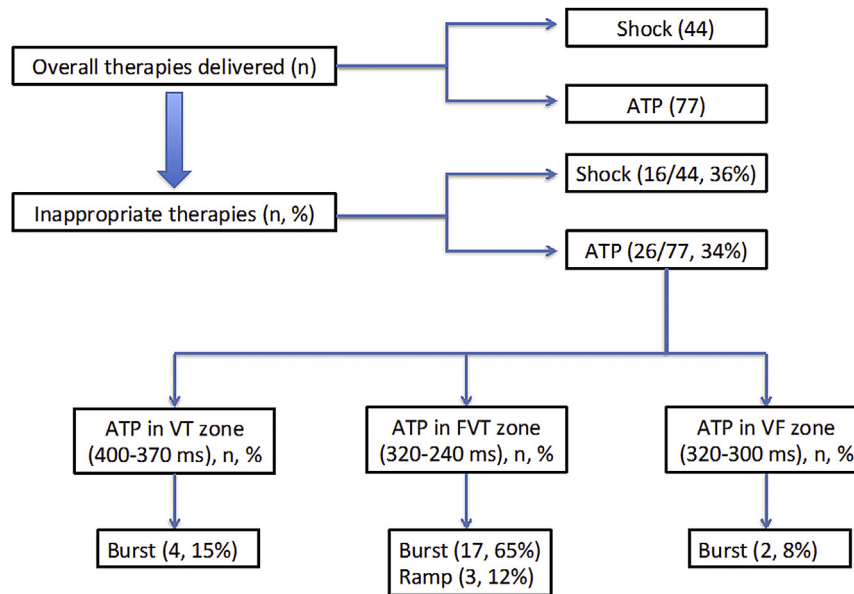 Shock (44)
Overall therapies delivered (n)
ATP (77)
Shock (16/44, 36%)
Inappropriate therapies (n, %)
ATP (26/77, 34%)
ATP in VT zone
(400-370 ms), n, %
ATP in FVT zone
(320-240 ms), n, %
ATP in VF zone
(320-300 ms), n, %
Burst (4, 15%)
Burst (17, 65%)
Ramp (3, 12%)
Burst (2, 8%)